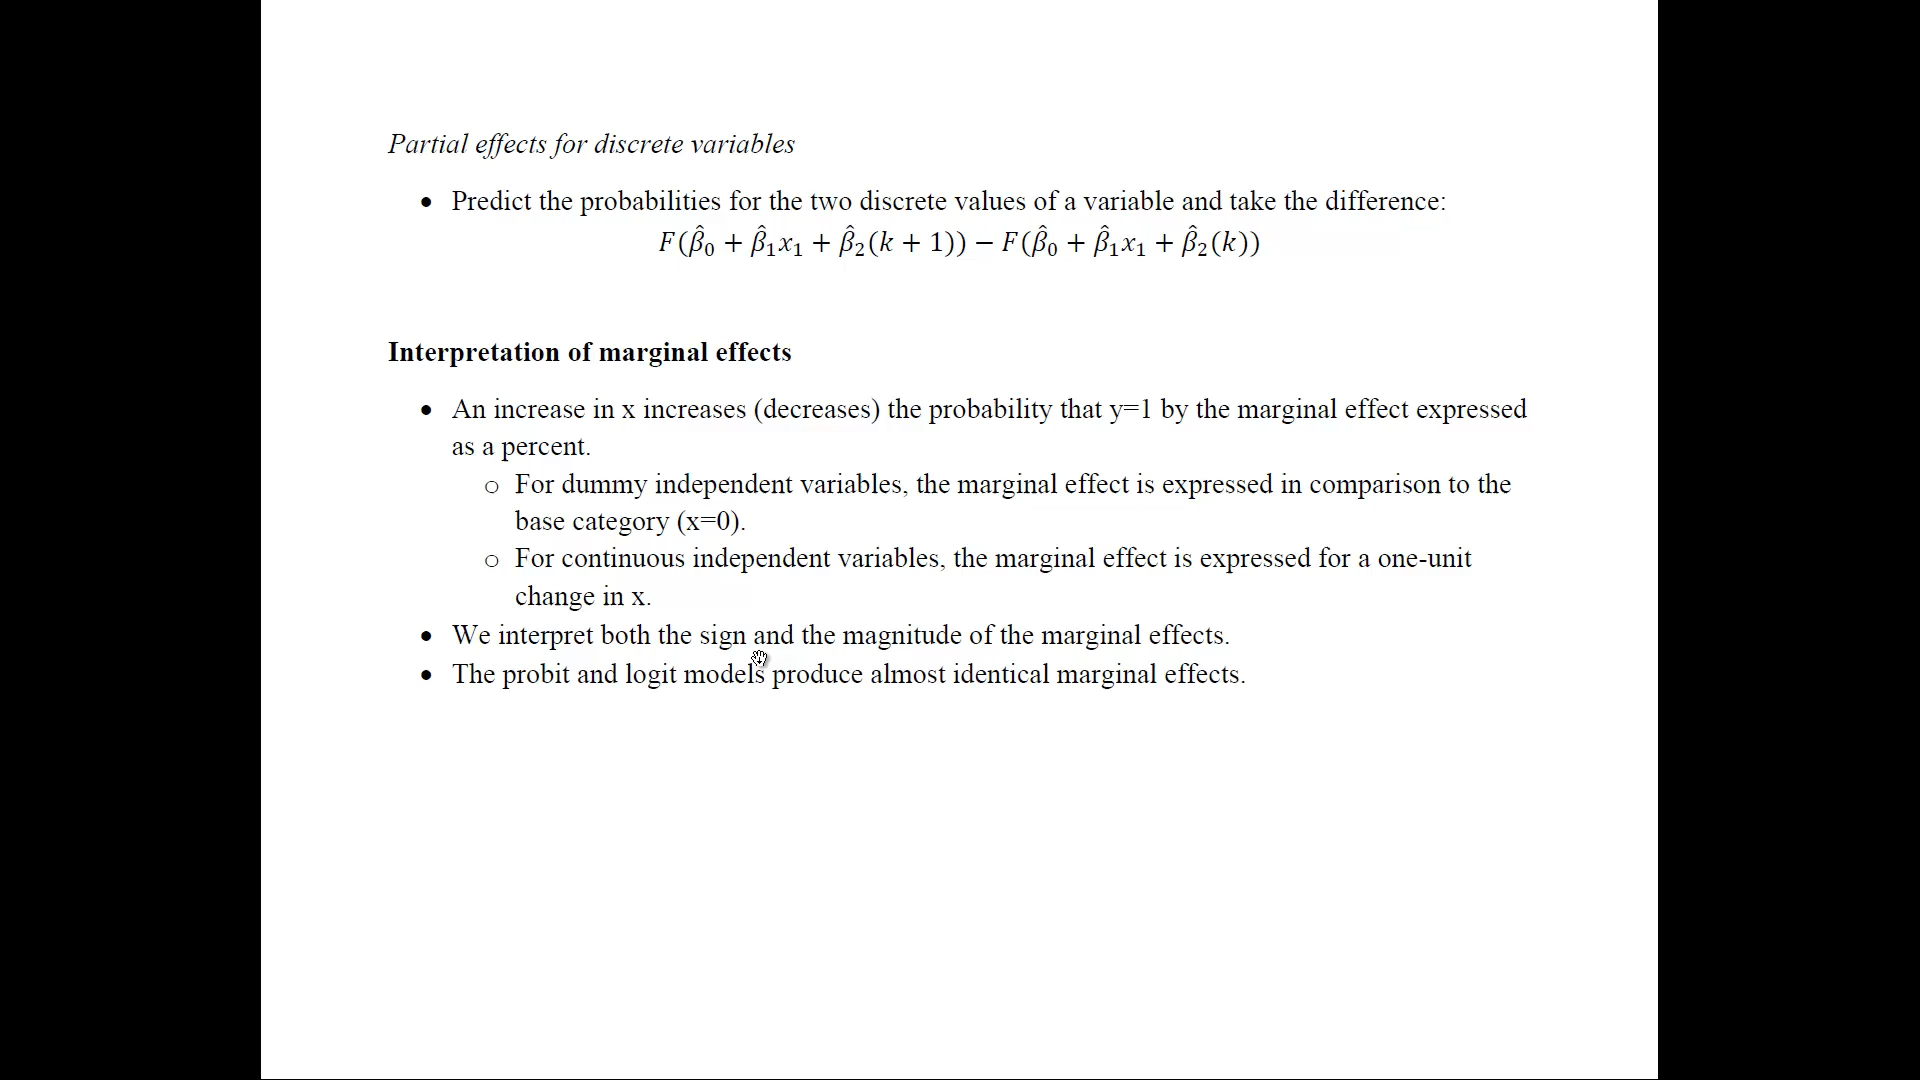 Partial effects for discrete variables
• Predict the probabilities for the two discrete values of a variable and take the difference:
F(β̂₀ + β̂₁x₁ + β̂₂(k + 1)) − F(β̂₀ + β̂₁x₁ + β̂₂(k))
Interpretation of marginal effects
• An increase in x increases (decreases) the probability that y=1 by the marginal effect expressed
as a percent.
o For dummy independent variables, the marginal effect is expressed in comparison to the
base category (x=0).
o For continuous independent variables, the marginal effect is expressed for a one-unit
change in x.
• We interpret both the sign and the magnitude of the marginal effects.
• The probit and logit models produce almost identical marginal effects.